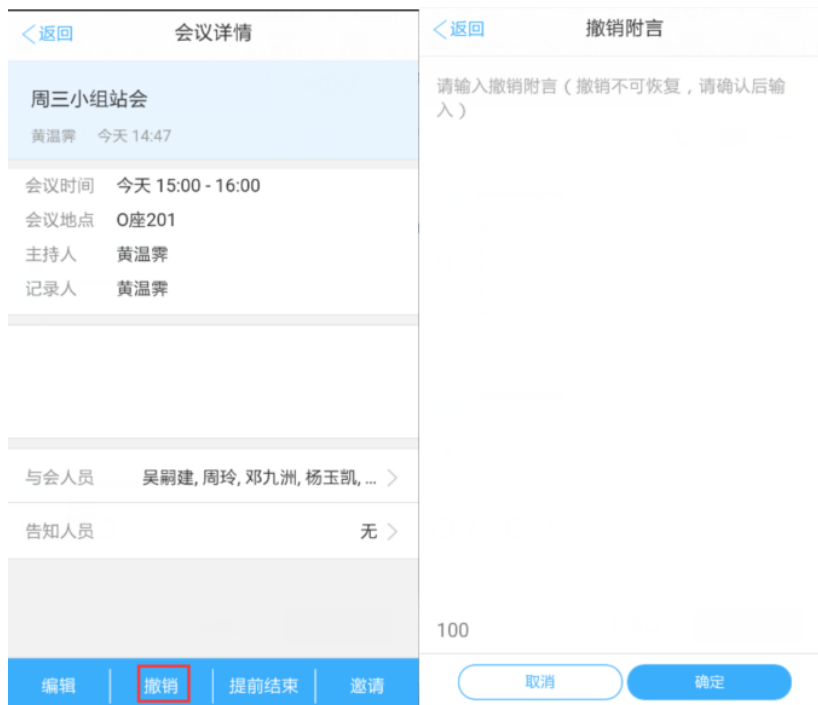 返回
会议详情
周三小组站会
黄温霁 今天 14:47
会议时间 今天 15:00 - 16:00
会议地点 O座201
主持人 黄温霁
记录人 黄温霁
与会人员 吴嗣建, 周玲, 邓九洲, 杨玉凯, ...
告知人员 无
编辑 撤销 提前结束 邀请
返回
撤销附言
请输入撤销附言（撤销不可恢复，请确认后输
入）
100
取消 确定